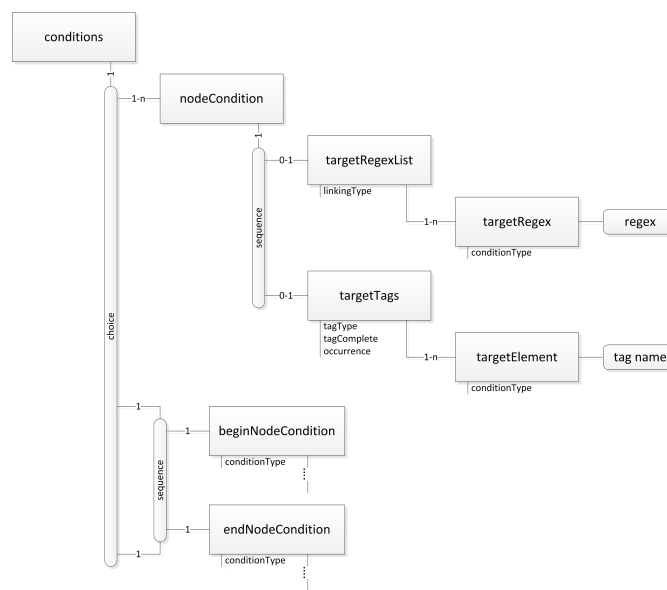 conditions
1
1-n
nodeCondition
1
0-1
targetRegexList
linkingType
sequence
1-n
targetRegex
regex
conditionType
0-1
targetTags
tagType
tagComplete
occurrence
choice
1-n
targetElement
tag name
conditionType
1
1
beginNodeCondition
conditionType
sequence
1
endNodeCondition
1
conditionType